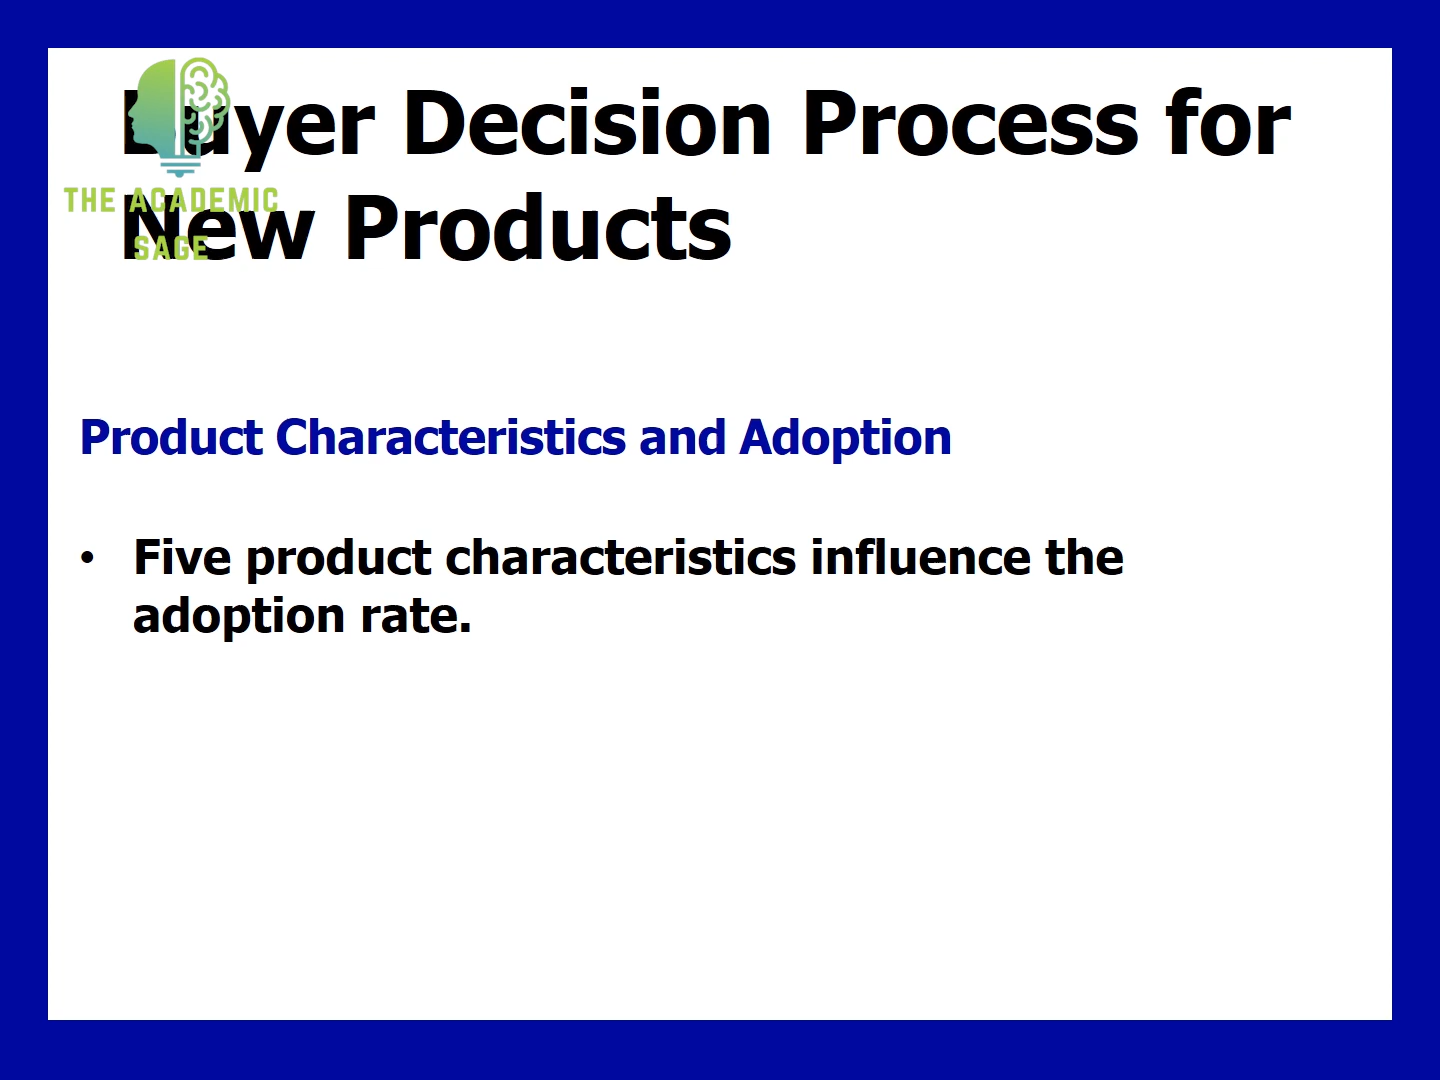 Buyer Decision Process for
New Products
THE ACADEMIC
SAGE
Product Characteristics and Adoption
• Five product characteristics influence the
adoption rate.